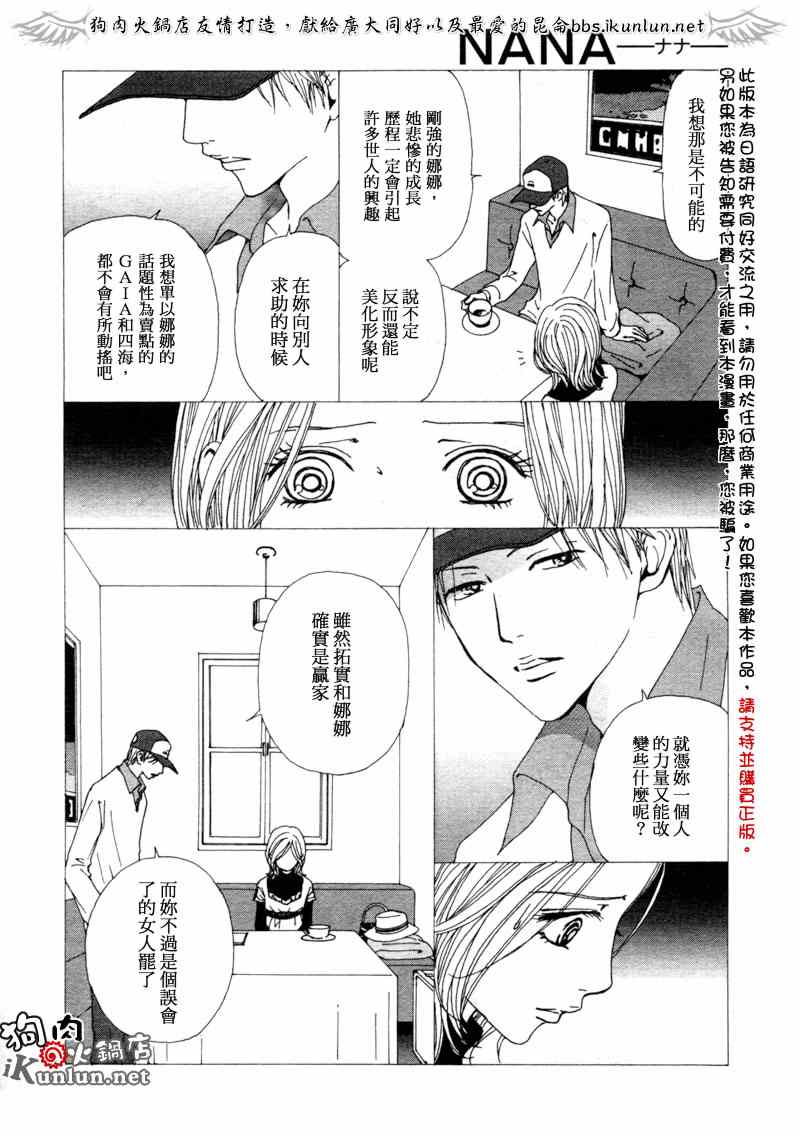 狗肉火鍋店友情打造，獻給廣大同好以及最愛的昆侖bbs.ikunlun.net
NANA——ナナ——
此版本為日語研究同好交流之用，請勿用於任何商業用途。如果您喜歡本作品，請支持並購買正版。
另如果您被告知需要付費，才能看到本漫畫，那麼，您被騙了！
我想那是不可能的
剛強的娜娜，
她悲慘的成長
歷程一定會引起
許多世人的興趣
說不定
反而還能
美化形象呢
在妳向別人
求助的時候
我想單以娜娜的
話題性為賣點的
GAIA和四海，
都不會有所動搖吧
就憑妳一個人
的力量又能改
變些什麼呢？
雖然拓實和娜娜
確實是贏家
而妳不過是個誤會
了的女人罷了
狗肉
火鍋店
iKunlun.net